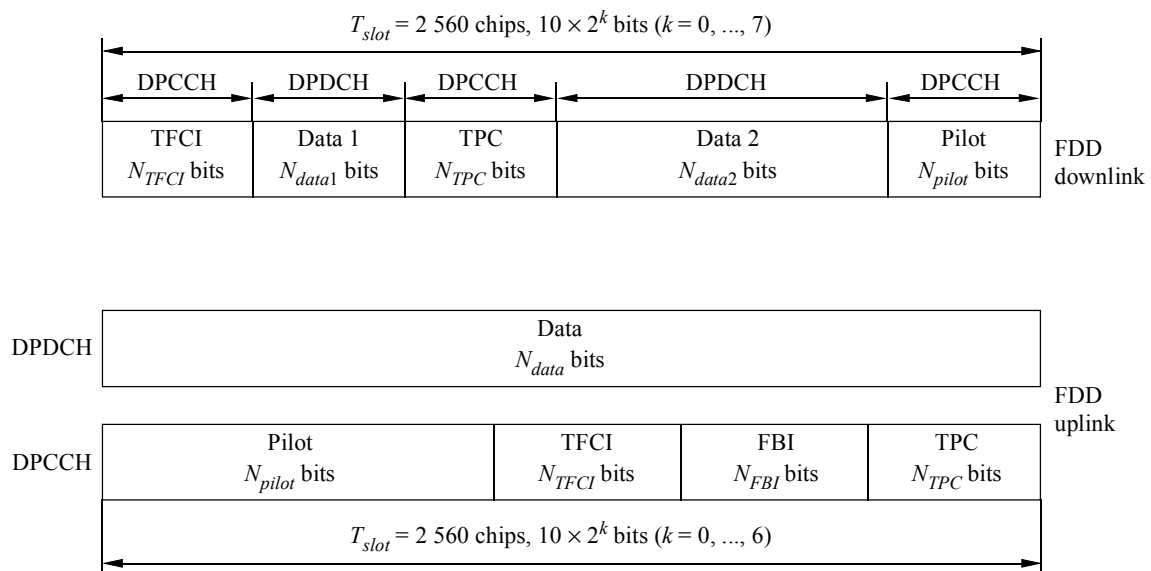 T_slot = 2 560 chips, 10 × 2^k bits (k = 0, ..., 7)
DPCCH DPDCH DPCCH DPDCH DPCCH
TFCI Data 1 TPC Data 2 Pilot
N_TFCI bits N_data1 bits N_TPC bits N_data2 bits N_pilot bits
FDD
downlink
DPDCH
Data
N_data bits
FDD
uplink
DPCCH
Pilot TFCI FBI TPC
N_pilot bits N_TFCI bits N_FBI bits N_TPC bits
T_slot = 2 560 chips, 10 × 2^k bits (k = 0, ..., 6)